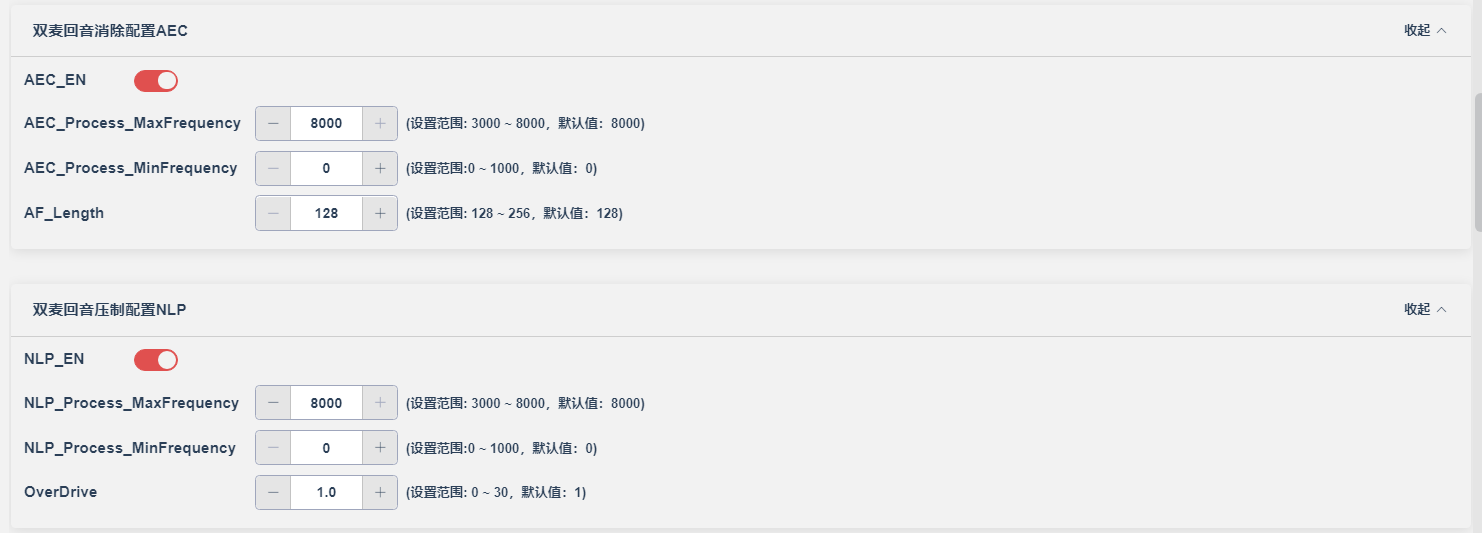 双麦回音消除配置AEC 收起
AEC_EN
AEC_Process_MaxFrequency 8000 (设置范围: 3000 ~ 8000，默认值：8000)
AEC_Process_MinFrequency 0 (设置范围:0 ~ 1000，默认值：0)
AF_Length 128 (设置范围: 128 ~ 256，默认值：128)
双麦回音压制配置NLP 收起
NLP_EN
NLP_Process_MaxFrequency 8000 (设置范围: 3000 ~ 8000，默认值：8000)
NLP_Process_MinFrequency 0 (设置范围:0 ~ 1000，默认值：0)
OverDrive 1.0 (设置范围: 0 ~ 30，默认值：1)